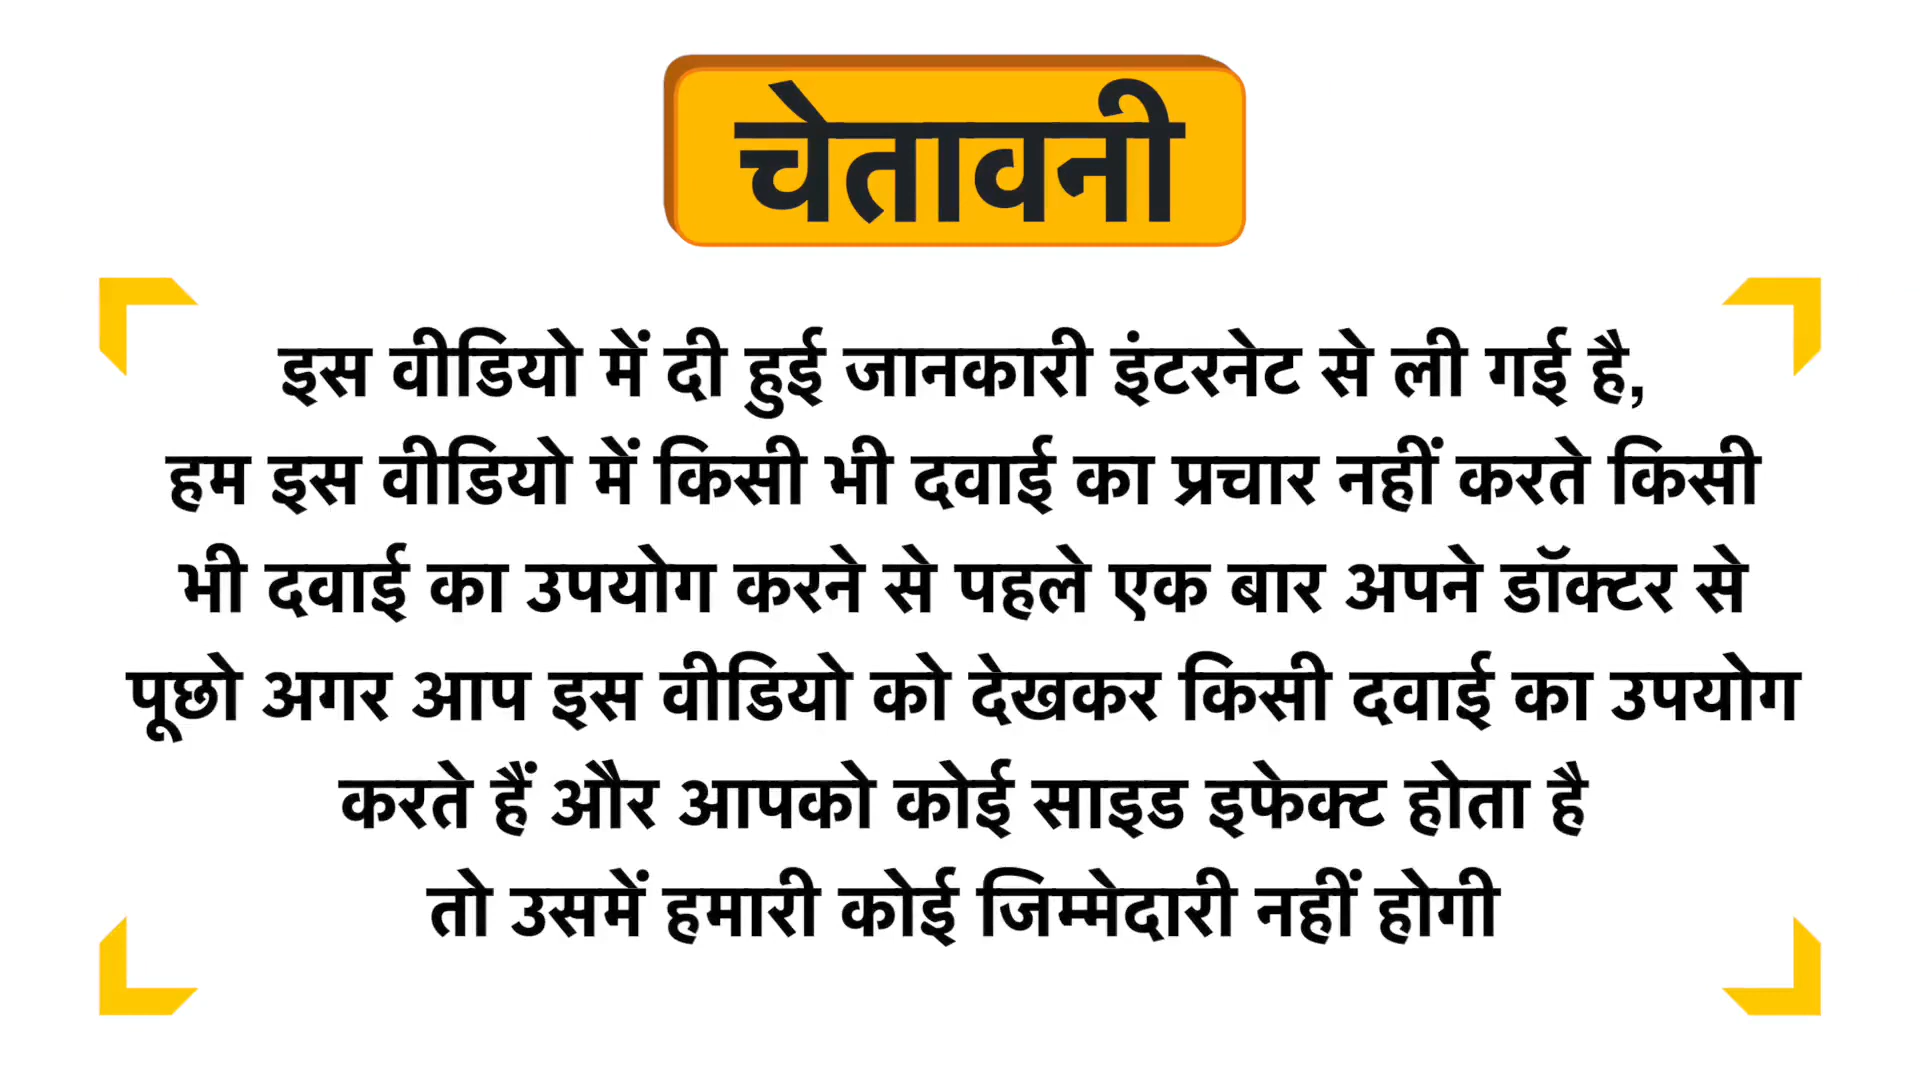 चेतावनी
इस वीडियो में दी हुई जानकारी इंटरनेट से ली गई है,
हम इस वीडियो में किसी भी दवाई का प्रचार नहीं करते किसी
भी दवाई का उपयोग करने से पहले एक बार अपने डॉक्टर से
पूछो अगर आप इस वीडियो को देखकर किसी दवाई का उपयोग
करते हैं और आपको कोई साइड इफेक्ट होता है
तो उसमें हमारी कोई जिम्मेदारी नहीं होगी